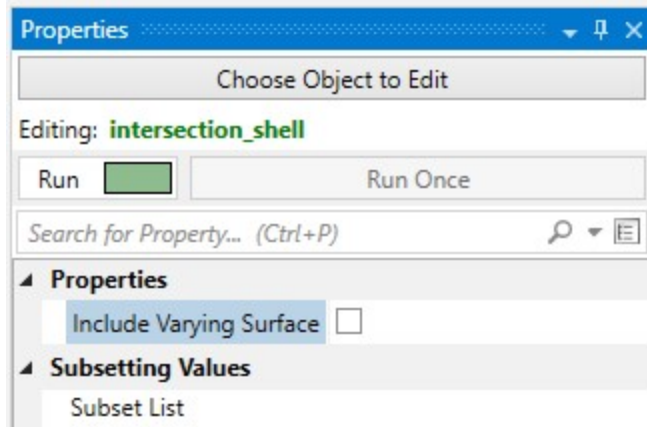 Properties
Choose Object to Edit
Editing: intersection_shell
Run Run Once
Search for Property... (Ctrl+P)
Properties
Include Varying Surface
Subsetting Values
Subset List